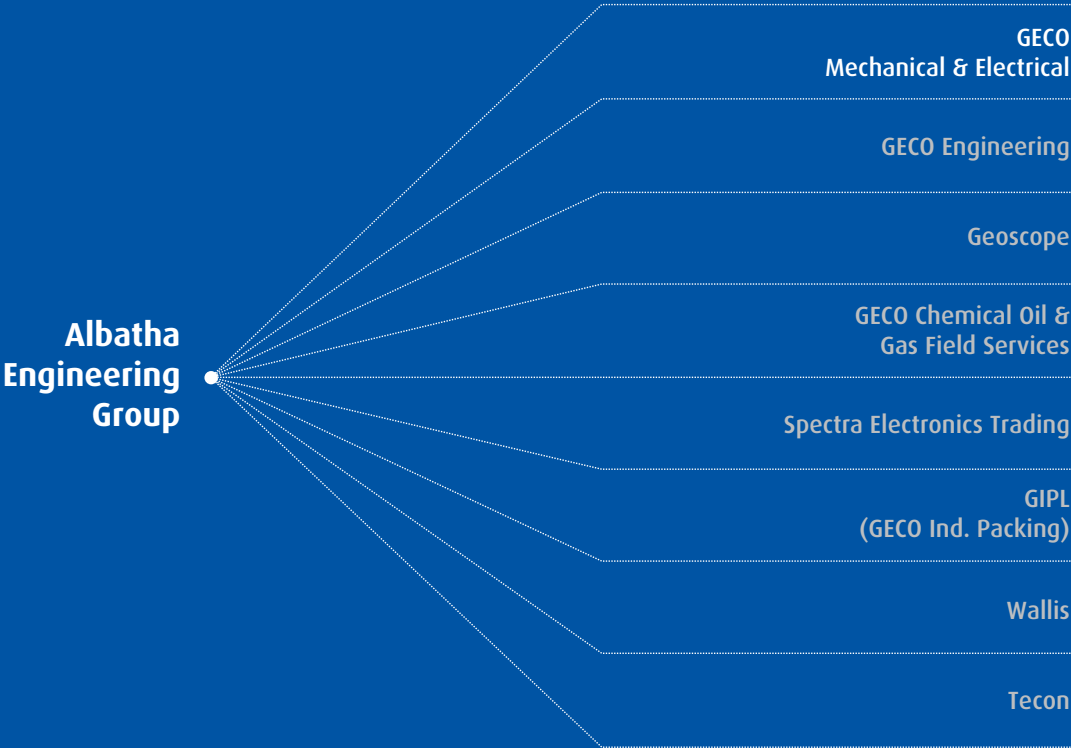 Albatha
Engineering
Group
GECO
Mechanical & Electrical
GECO Engineering
Geoscope
GECO Chemical Oil &
Gas Field Services
Spectra Electronics Trading
GIPL
(GECO Ind. Packing)
Wallis
Tecon